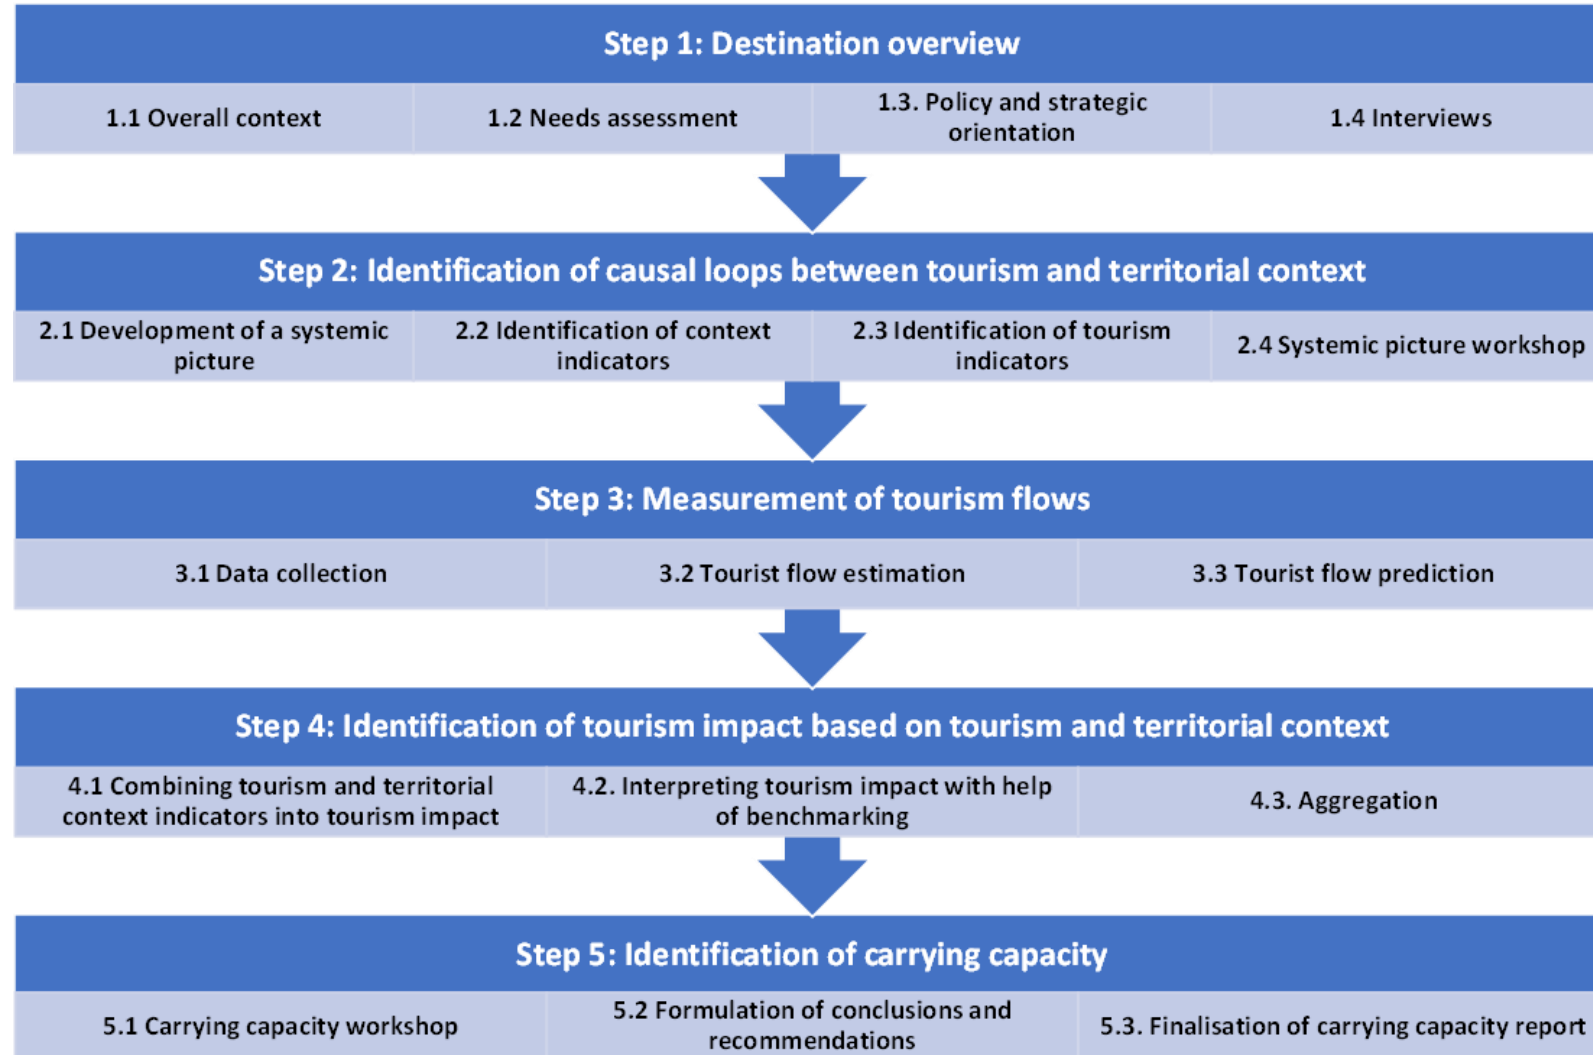 Step 1: Destination overview
1.1 Overall context
1.2 Needs assessment
1.3. Policy and strategic
orientation
1.4 Interviews
Step 2: Identification of causal loops between tourism and territorial context
2.1 Development of a systemic
picture
2.2 Identification of context
indicators
2.3 Identification of tourism
indicators
2.4 Systemic picture workshop
Step 3: Measurement of tourism flows
3.1 Data collection
3.2 Tourist flow estimation
3.3 Tourist flow prediction
Step 4: Identification of tourism impact based on tourism and territorial context
4.1 Combining tourism and territorial
context indicators into tourism impact
4.2. Interpreting tourism impact with help
of benchmarking
4.3. Aggregation
Step 5: Identification of carrying capacity
5.1 Carrying capacity workshop
5.2 Formulation of conclusions and
recommendations
5.3. Finalisation of carrying capacity report